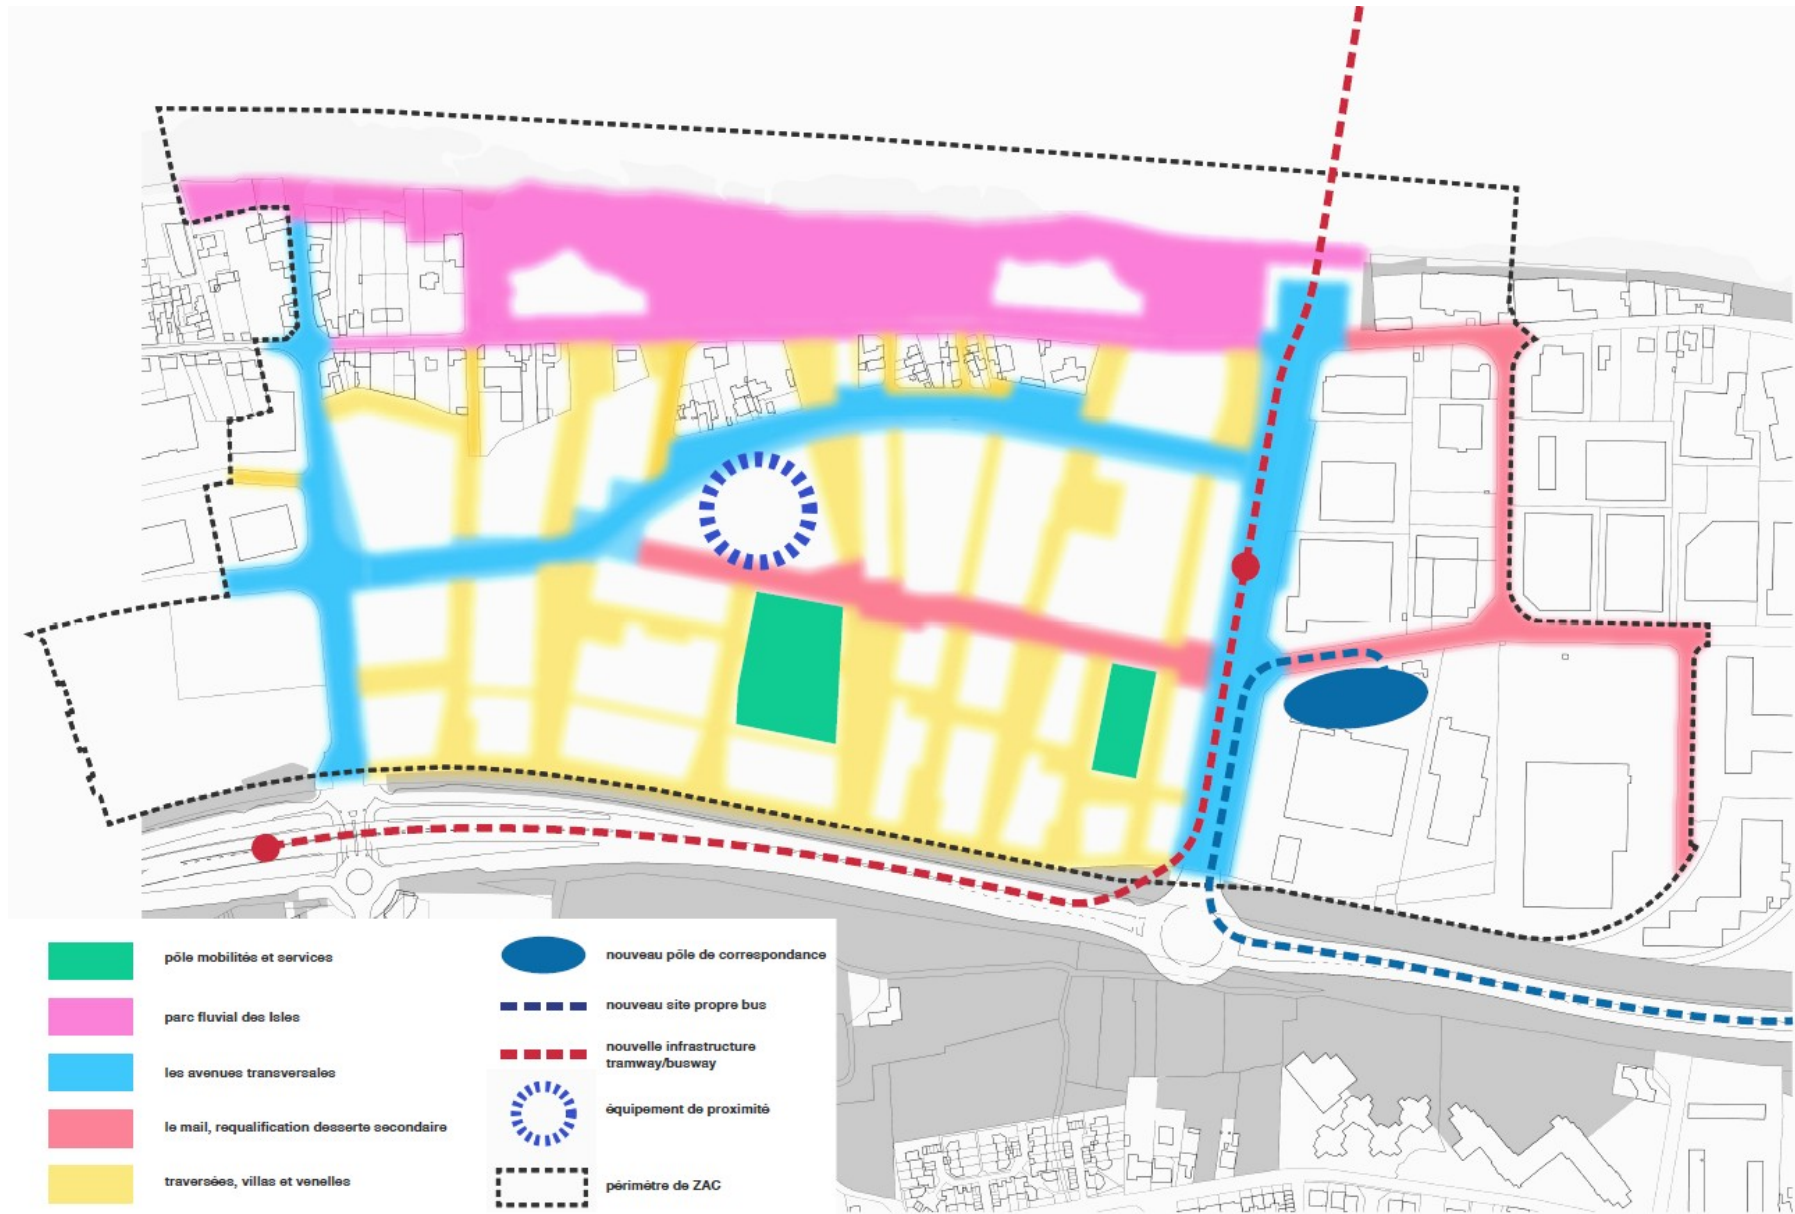 pôle mobilités et services
parc fluvial des Isles
les avenues transversales
le mail, requalification desserte secondaire
traversées, villas et venelles
nouveau pôle de correspondance
nouveau site propre bus
nouvelle infrastructure
tramway/busway
équipement de proximité
périmètre de ZAC